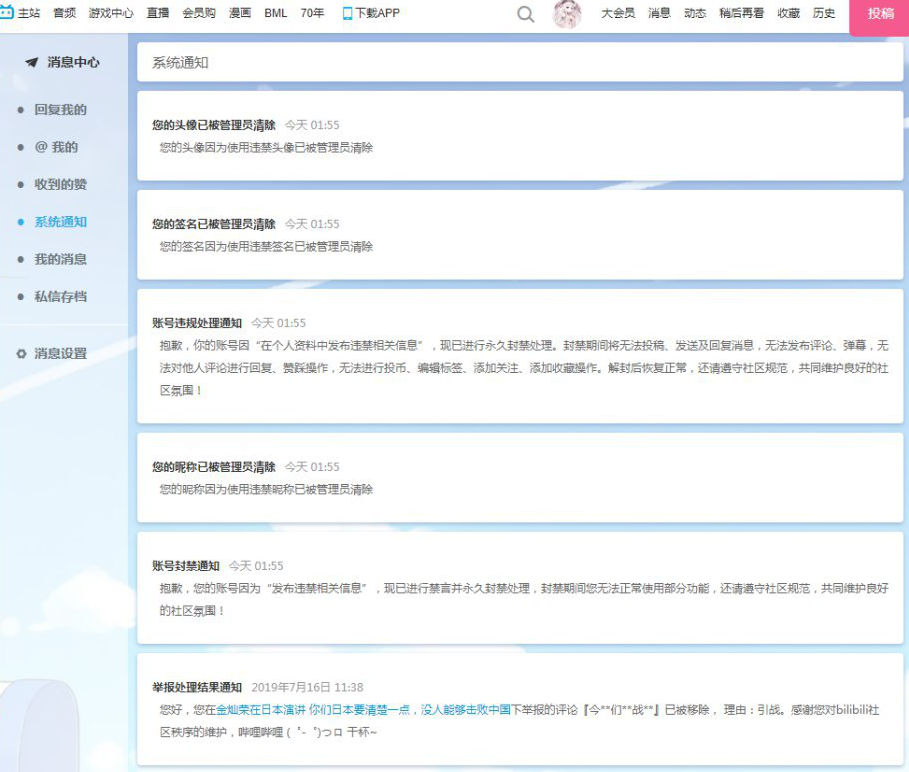 主站 音频 游戏中心 直播 会员购 漫画 BML 70年 下载APP 大会员 消息 动态 稍后再看 收藏 历史 投稿
消息中心
回复我的
@ 我的
收到的赞
系统通知
我的消息
私信存档
消息设置
系统通知
您的头像已被管理员清除 今天 01:55
您的头像因为使用违禁头像已被管理员清除
您的签名已被管理员清除 今天 01:55
您的签名因为使用违禁签名已被管理员清除
账号违规处理通知 今天 01:55
抱歉，你的账号因“在个人资料中发布违禁相关信息”，现已进行永久封禁处理。封禁期间将无法投稿、发送及回复消息，无法发布评论、弹幕，无
法对他人评论进行回复、赞踩操作，无法进行投币、编辑标签、添加关注、添加收藏操作。解封后恢复正常，还请遵守社区规范，共同维护良好的社
区氛围！
您的昵称已被管理员清除 今天 01:55
您的昵称因为使用违禁昵称已被管理员清除
账号封禁通知 今天 01:55
抱歉，您的账号因为“发布违禁相关信息”，现已进行禁言并永久封禁处理，封禁期间您无法正常使用部分功能，还请遵守社区规范，共同维护良好
的社区氛围！
举报处理结果通知 2019年7月16日 11:38
您好，您在金灿荣在日本演讲 你们日本要清楚一点，没人能够击败中国下举报的评论『今**们**战**』已被移除， 理由：引战。感谢您对bilibili社
区秩序的维护，哔哩哔哩 (゜-゜)つロ 干杯~